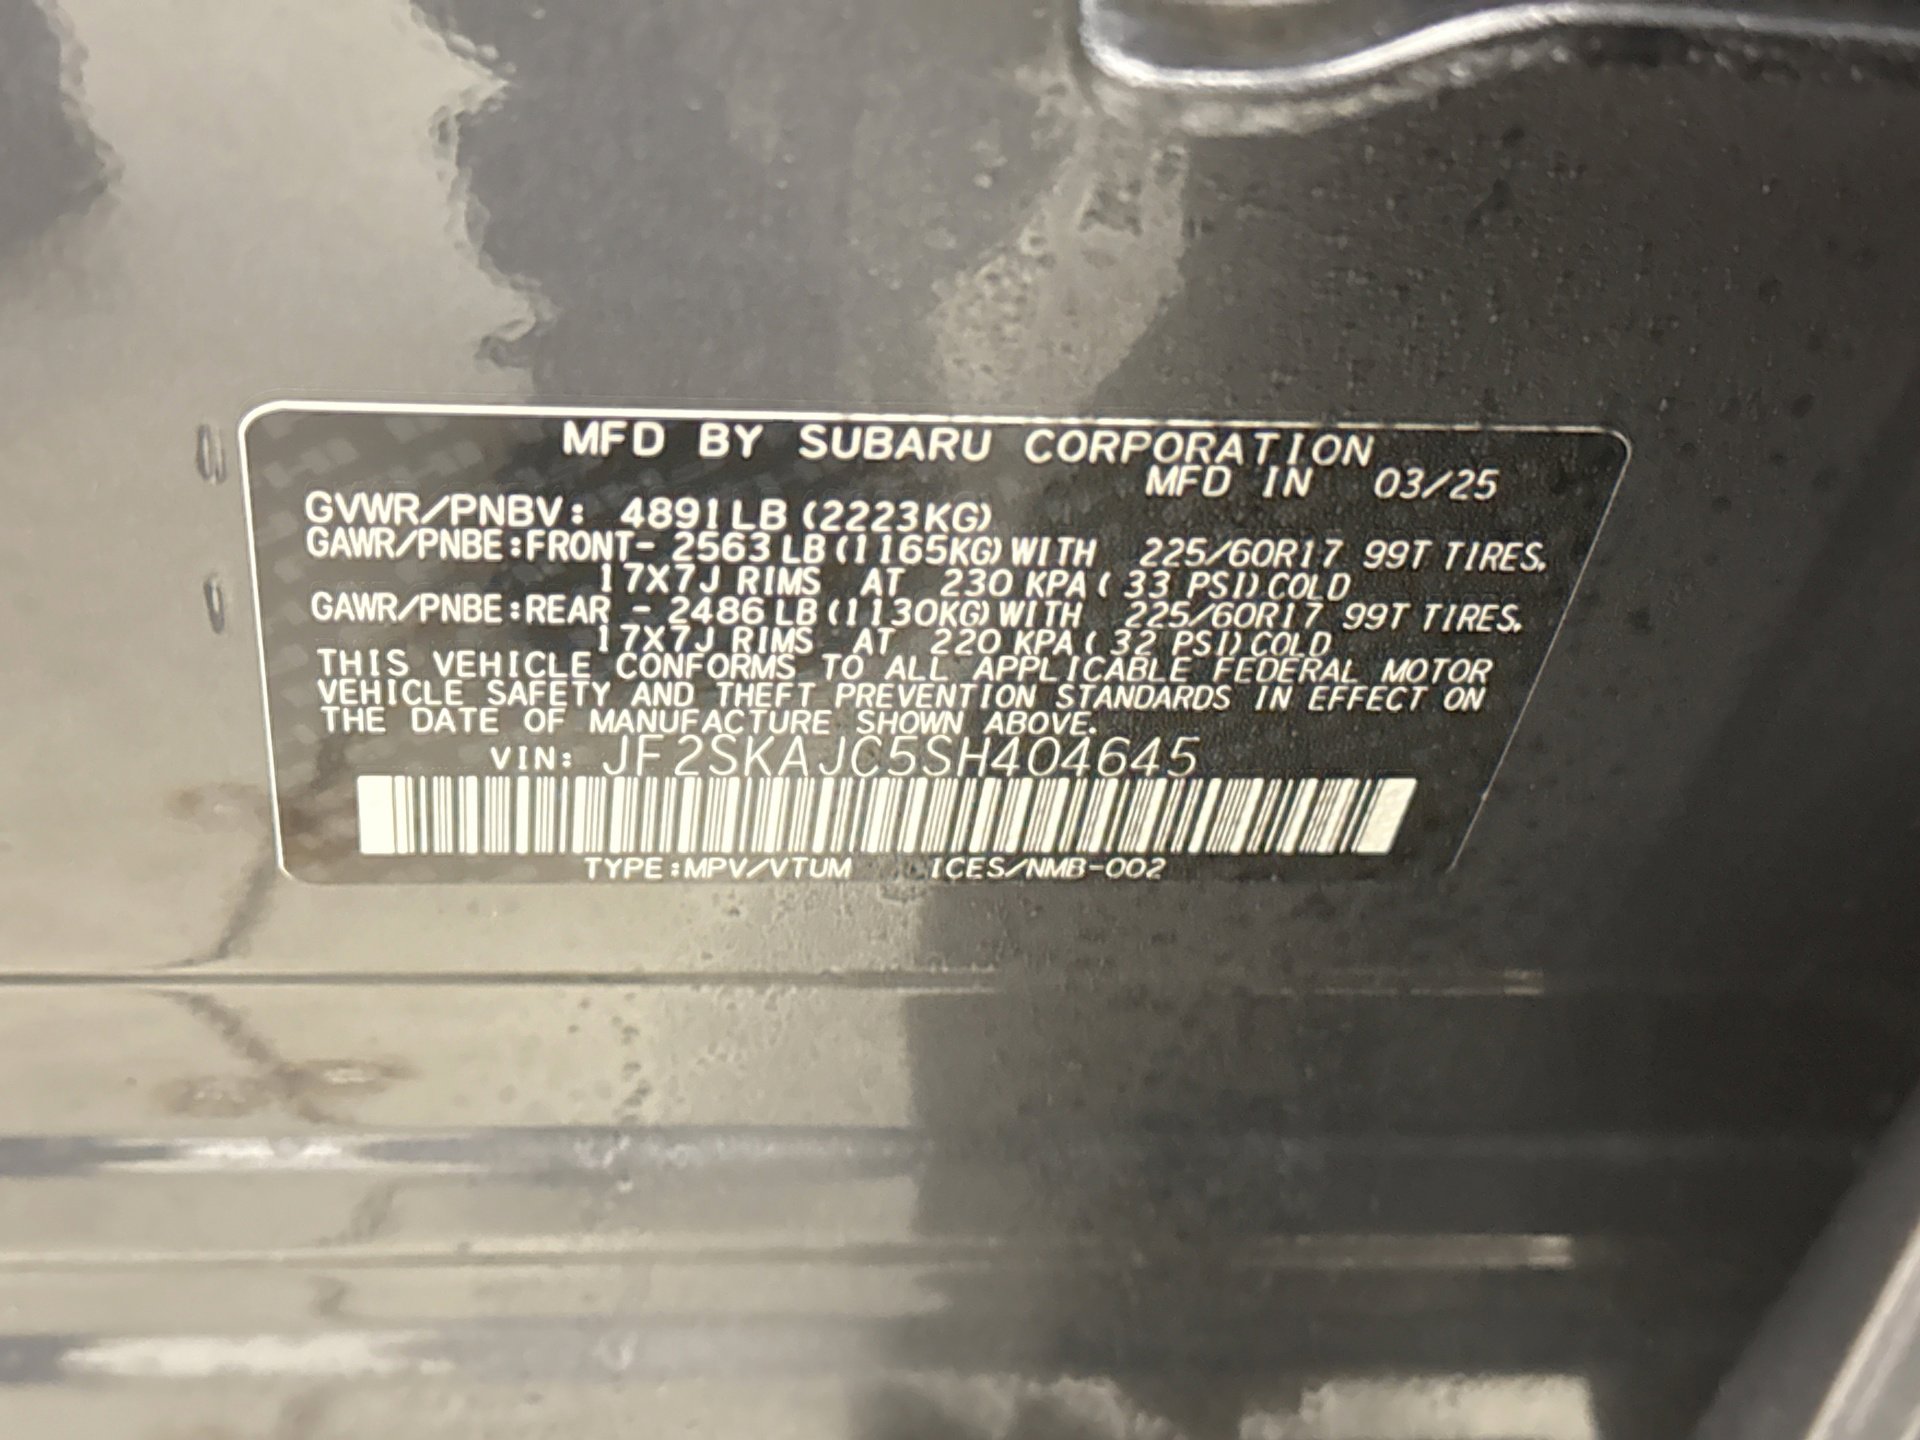 MFD BY SUBARU CORPORATION
MFD IN 03/25
GVWR/PNBV: 4891LB (2223KG)
GAWR/PNBE:FRONT- 2563LB(1165KG)WITH 225/60R17 99T TIRES.
17X7J RIMS AT 230 KPA( 33 PSI)COLD
GAWR/PNBE:REAR - 2486LB(1130KG)WITH 225/60R17 99T TIRES.
17X7J RIMS AT 220 KPA( 32 PSI)COLD
THIS VEHICLE CONFORMS TO ALL APPLICABLE FEDERAL MOTOR
VEHICLE SAFETY AND THEFT PREVENTION STANDARDS IN EFFECT ON
THE DATE OF MANUFACTURE SHOWN ABOVE.
VIN: JF2SKAJC5SH404645
TYPE:MPV/VTUM ICES/NMB-002